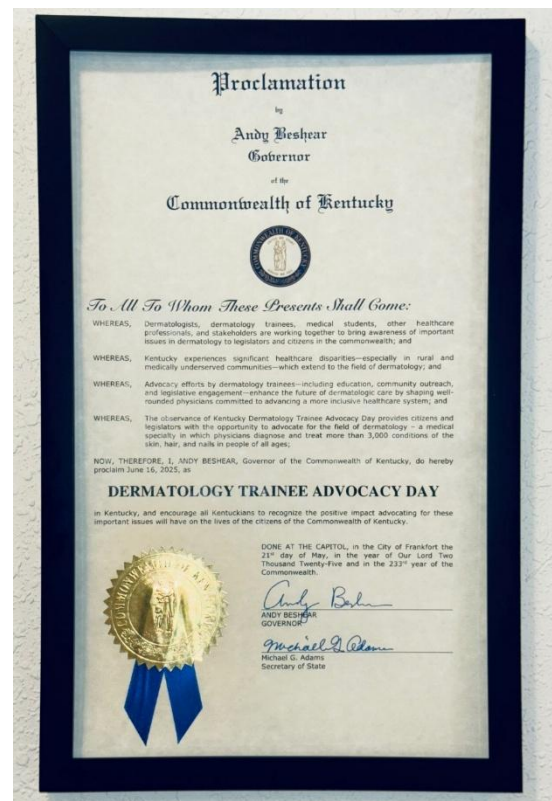 Proclamation
by
Andy Beshear
Governor
of the
Commonwealth of Kentucky
To All To Whom These Presents Shall Come:
WHEREAS, Dermatologists, dermatology trainees, medical students, other healthcare
professionals, and stakeholders are working together to bring awareness of important
issues in dermatology to legislators and citizens in the commonwealth; and
WHEREAS, Kentucky experiences significant healthcare disparities—especially in rural and
medically underserved communities—which extend to the field of dermatology; and
WHEREAS, Advocacy efforts by dermatology trainees—including education, community outreach,
and legislative engagement—enhance the future of dermatologic care by shaping well-
rounded physicians committed to advancing a more inclusive healthcare system; and
WHEREAS, The observance of Kentucky Dermatology Trainee Advocacy Day provides citizens and
legislators with the opportunity to advocate for the field of dermatology – a medical
specialty in which physicians diagnose and treat more than 3,000 conditions of the
skin, hair, and nails in people of all ages;
NOW, THEREFORE, I, ANDY BESHEAR, Governor of the Commonwealth of Kentucky, do hereby
proclaim June 16, 2025, as
DERMATOLOGY TRAINEE ADVOCACY DAY
in Kentucky, and encourage all Kentuckians to recognize the positive impact advocating for these
important issues will have on the lives of the citizens of the Commonwealth of Kentucky.
DONE AT THE CAPITOL, in the City of Frankfort the
21st day of May, in the year of Our Lord Two
Thousand Twenty-Five and in the 233rd year of the
Commonwealth.
Andy Beshear
ANDY BESHEAR
GOVERNOR
Michael G. Adams
Michael G. Adams
Secretary of State
COMMONWEALTH OF KENTUCKY